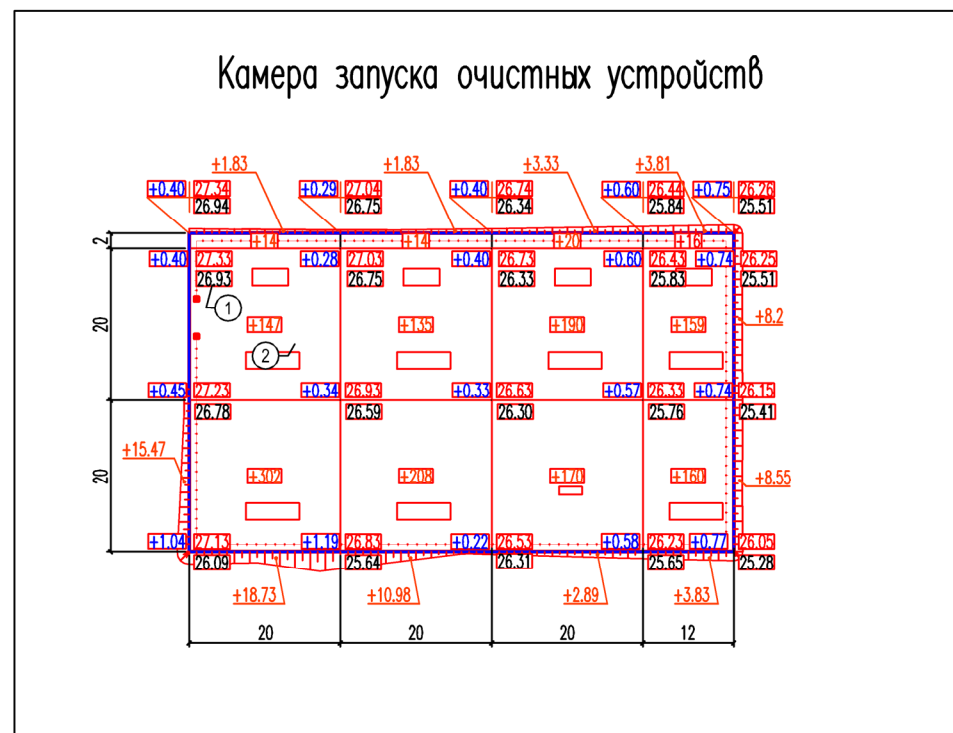 Камера запуска очистных устройств
+1.83 +1.83 +3.33 +3.81
+0.40 27.34 +0.29 27.04 +0.40 26.74 +0.60 26.44 +0.75 26.26
26.94 26.75 26.34 25.84 25.51
2 +14 +14 +20 +16
+0.40 27.33 +0.28 27.03 +0.40 26.73 +0.60 26.43 +0.74 26.25
26.93 26.75 26.33 25.83 25.51
1
20 +147 +135 +190 +159 +8.2
2
+0.45 27.23 +0.34 26.93 +0.33 26.63 +0.57 26.33 +0.74 26.15
26.78 26.59 26.30 25.76 25.41
+15.47
20 +302 +208 +170 +160 +8.55
+1.04 27.13 +1.19 26.83 +0.22 26.53 +0.58 26.23 +0.77 26.05
26.09 25.64 26.31 25.65 25.28
+18.73 +10.98 +2.89 +3.83
20 20 20 12